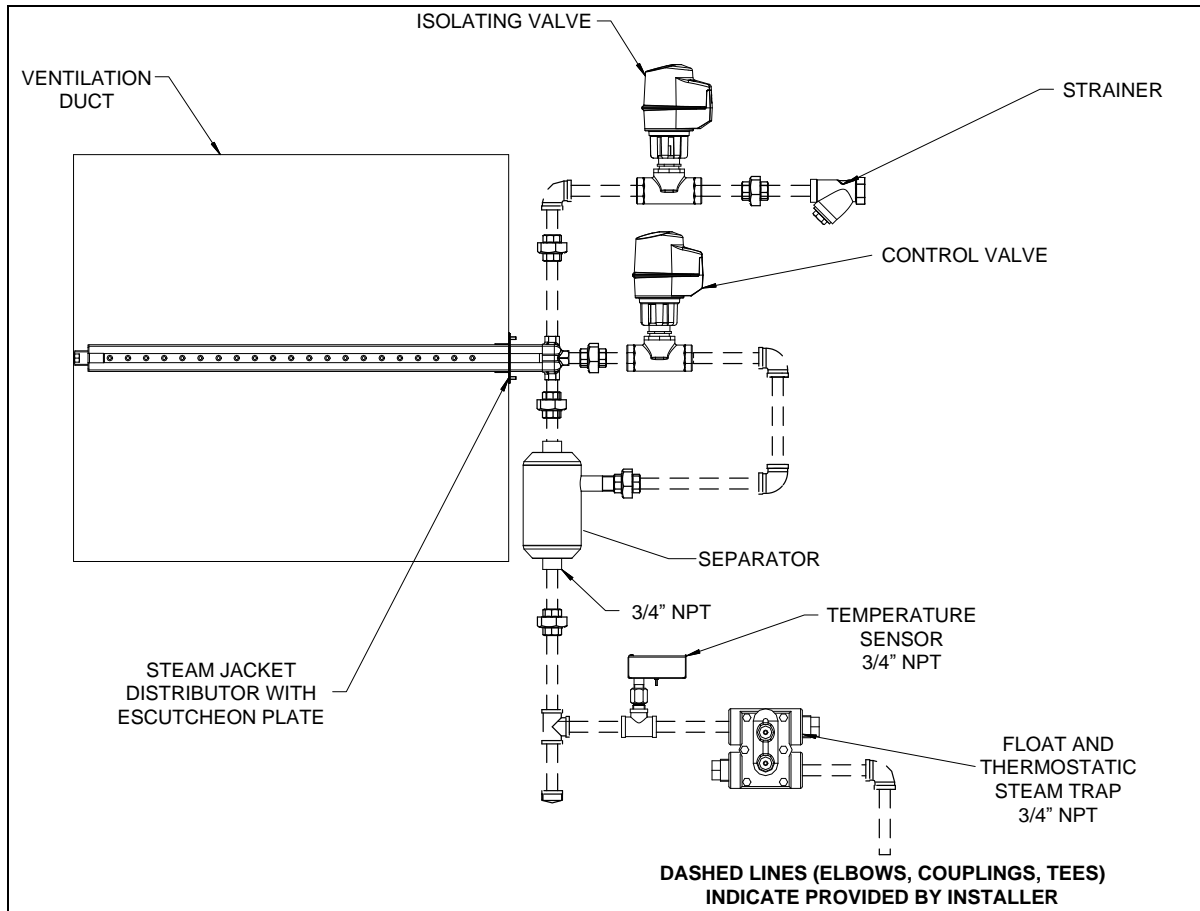 ISOLATING VALVE
VENTILATION
DUCT
STRAINER
CONTROL VALVE
SEPARATOR
3/4" NPT
TEMPERATURE
SENSOR
3/4" NPT
STEAM JACKET
DISTRIBUTOR WITH
ESCUTCHEON PLATE
FLOAT AND
THERMOSTATIC
STEAM TRAP
3/4" NPT
DASHED LINES (ELBOWS, COUPLINGS, TEES)
INDICATE PROVIDED BY INSTALLER